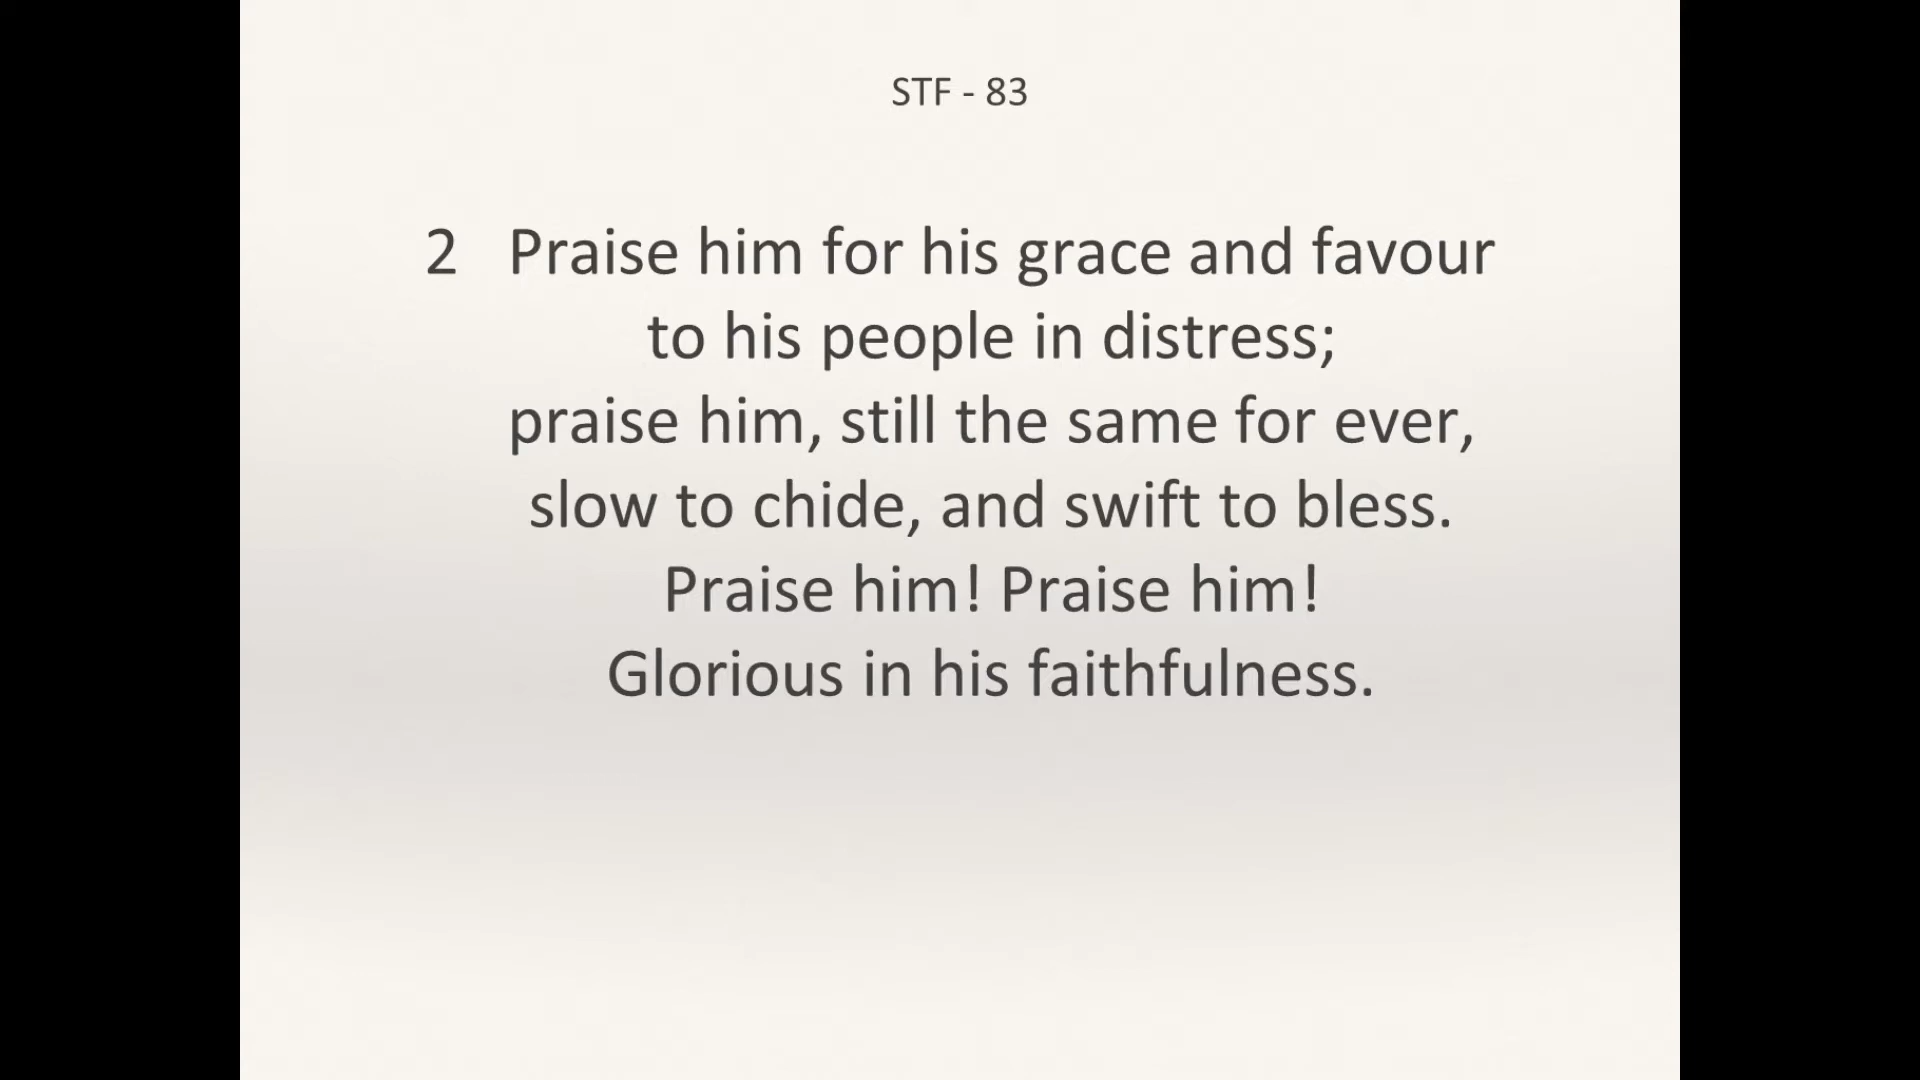 STF - 83
2 Praise him for his grace and favour
to his people in distress;
praise him, still the same for ever,
slow to chide, and swift to bless.
Praise him! Praise him!
Glorious in his faithfulness.